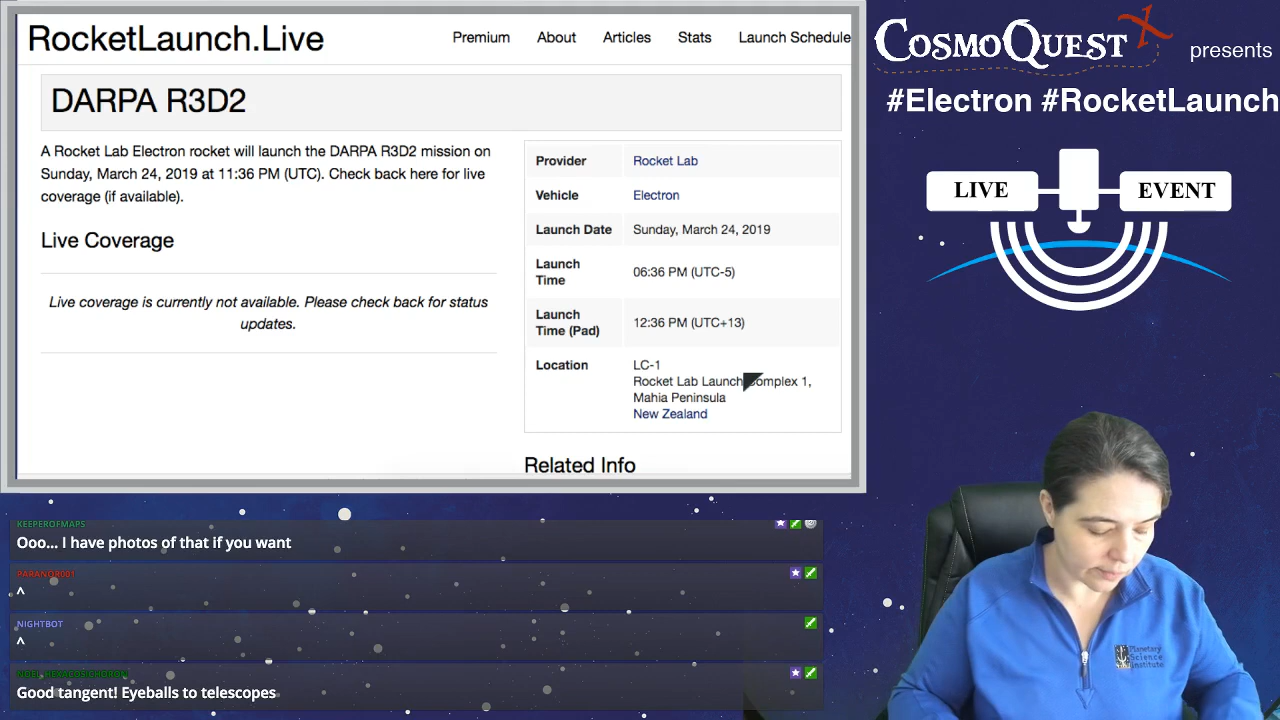 RocketLaunch.Live
Premium About Articles Stats Launch Schedule
DARPA R3D2
A Rocket Lab Electron rocket will launch the DARPA R3D2 mission on
Sunday, March 24, 2019 at 11:36 PM (UTC). Check back here for live
coverage (if available).
Live Coverage
Live coverage is currently not available. Please check back for status
updates.
Provider Rocket Lab
Vehicle Electron
Launch Date Sunday, March 24, 2019
Launch
Time
06:36 PM (UTC-5)
Launch
Time (Pad)
12:36 PM (UTC+13)
Location
LC-1
Rocket Lab Launch Complex 1,
Mahia Peninsula
New Zealand
Related Info
COSMOQUEST X presents
#Electron #RocketLaunch
LIVE EVENT
KEEPEROFMAPS
Ooo... I have photos of that if you want
PARANOR001
^
NIGHTBOT
^
Good tangent! Eyeballs to telescopes
Planetary
Science
Institute